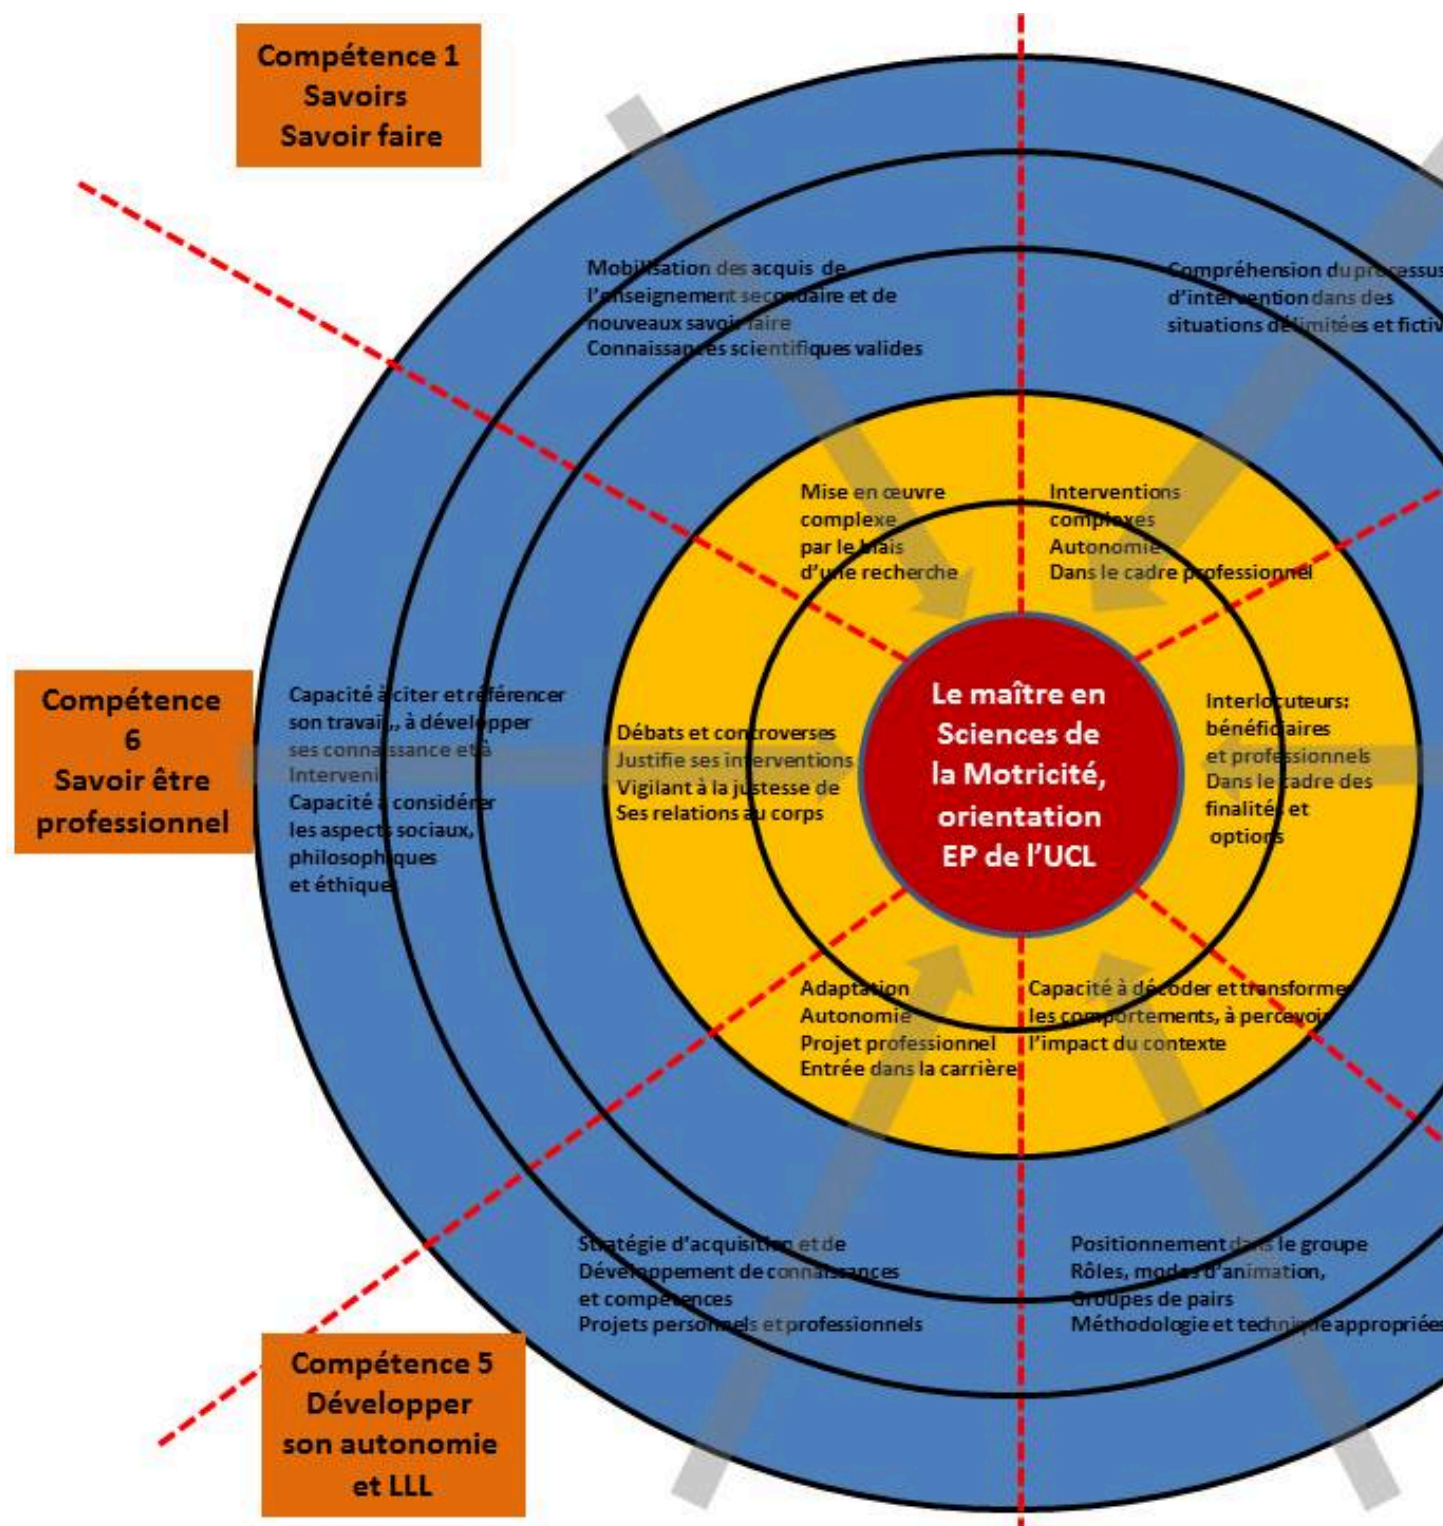 Compétence 1
Savoirs
Savoir faire
Mobilisation des acquis de
l'enseignement secondaire et de
nouveaux savoir faire
Connaissances scientifiques valides
Compréhension du processus
d'intervention dans des
situations délimitées et fictiv
Mise en œuvre
complexe
par le biais
d'une recherche
Interventions
complexes
Autonomie
Dans le cadre professionnel
Compétence
6
Savoir être
professionnel
Capacité à citer et référencer
son travail,, à développer
ses connaissance et à
Intervenir
Capacité à considérer
les aspects sociaux,
philosophiques
et éthiques
Débats et controverses
Justifie ses interventions
Vigilant à la justesse de
Ses relations au corps
Le maître en
Sciences de
la Motricité,
orientation
EP de l'UCL
Interlocuteurs:
bénéficiaires
et professionnels
Dans le cadre des
finalités et
options
Adaptation
Autonomie
Projet professionnel
Entrée dans la carrière
Capacité à décoder et transformer
les comportements, à percevoir
l'impact du contexte
Stratégie d'acquisition et de
Développement de connaissances
et compétences
Projets personnels et professionnels
Positionnement dans le groupe
Rôles, modes d'animation,
Groupes de pairs
Méthodologie et technique appropriées
Compétence 5
Développer
son autonomie
et LLL